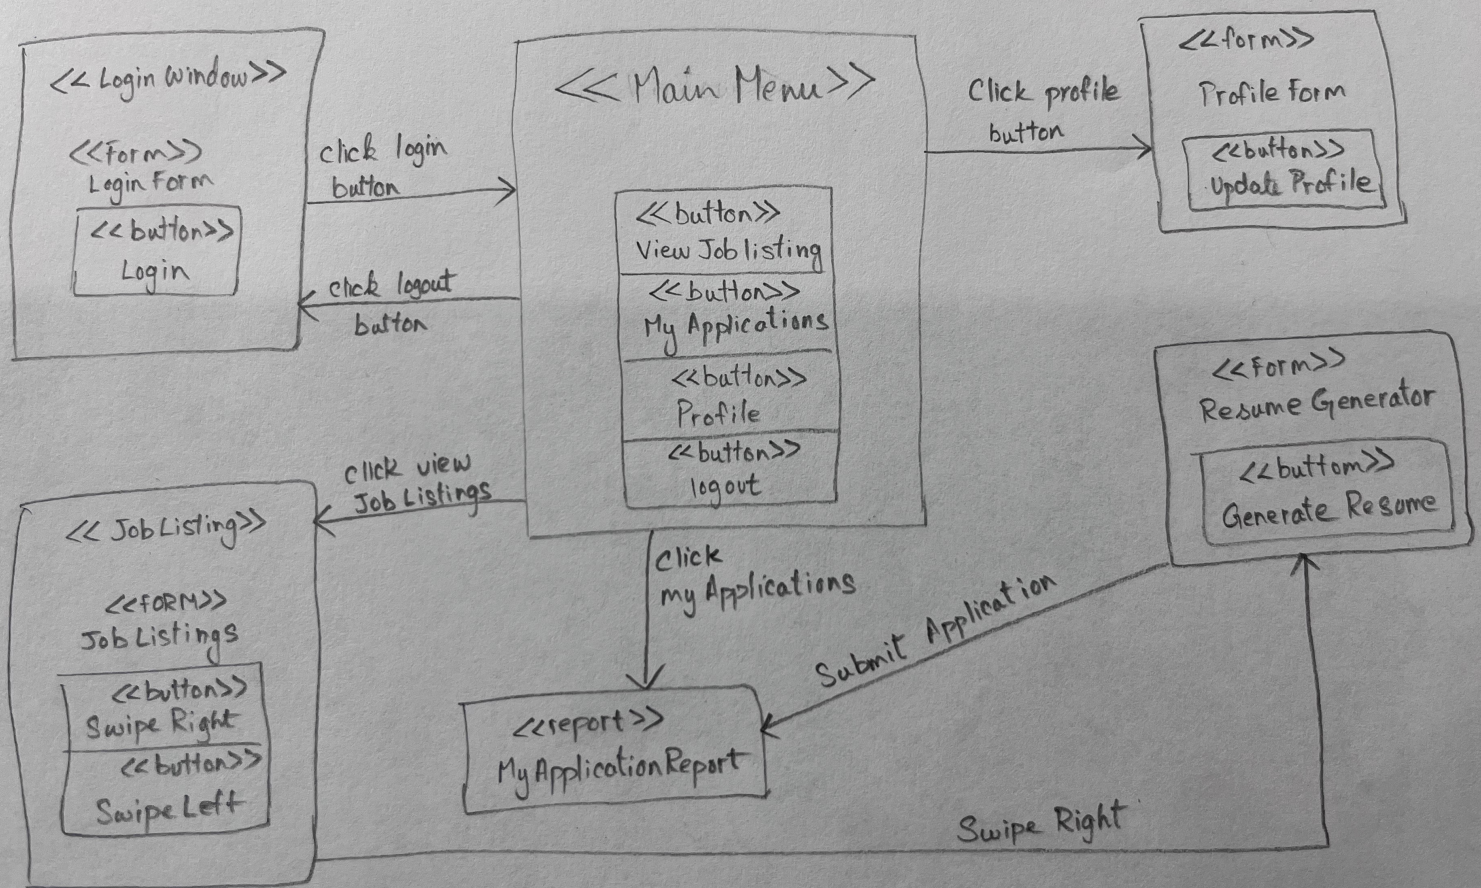 << Login Window >>
<<Form>>
Login Form
<<button>>
Login
click login
button
click logout
button
<< Main Menu >>
<<button>>
View Job listing
<<button>>
My Applications
<<button>>
Profile
<<button>>
logout
Click profile
button
<<form>>
Profile Form
<<button>>
Update Profile
<<Form>>
Resume Generator
<<buttom>>
Generate Resume
click view
Job Listings
<< Job Listing>>
<<FORM>>
Job Listings
<<button>>
Swipe Right
<<button>>
Swipe Left
Click
my Applications
Submit Application
<<report>>
My Application Report
Swipe Right